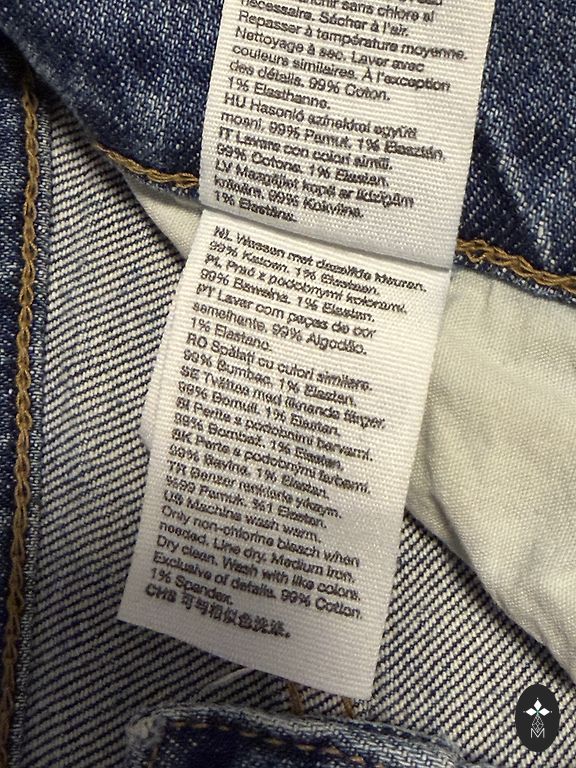 sans chlore si
nécessaire. Sécher à l'air.
Repasser à température moyenne.
Nettoyage à sec. Laver avec
couleurs similaires. À l'exception
des détails. 99% Coton.
1% Elasthanne.
HU Hasonló színekkel együtt
mosni. 99% Pamut. 1% Elasztán.
IT Lavare con colori simili.
99% Cotone. 1% Elastan.
LV Mazgājiet kopā ar līdzīgām
krāsām. 99% Kokvilna.
1% Elastāns.
NL Wassen met dezelfde kleuren.
99% Katoen. 1% Elastaan.
PL Prać z podobnymi kolorami.
99% Bawełna. 1% Elastan.
PT Lavar com peças de cor
semelhante. 99% Algodão.
1% Elastano.
RO Spălați cu culori similare.
99% Bumbac. 1% Elastan.
SE Tvättas med liknande färger.
99% Bomull. 1% Elastan.
SI Perite s podobnimi barvami.
99% Bombaž. 1% Elastan.
SK Perte s podobnými farbami.
99% Bavlna. 1% Elastan.
TR Benzer renklerle yıkayın.
%99 Pamuk. %1 Elastan.
US Machine wash warm.
Only non-chlorine bleach when
needed. Line dry. Medium iron.
Dry clean. Wash with like colors.
Exclusive of details. 99% Cotton.
1% Spandex.
CHS 可与相似色洗涤。